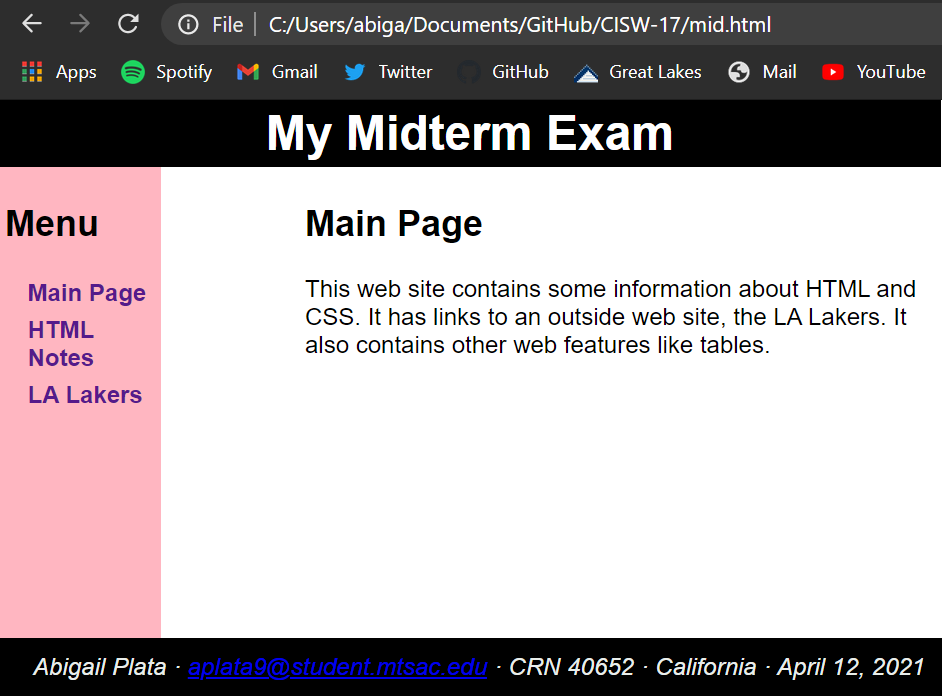 File C:/Users/abiga/Documents/GitHub/CISW-17/mid.html
Apps Spotify Gmail Twitter GitHub Great Lakes Mail YouTube
My Midterm Exam
Menu
Main Page
HTML
Notes
LA Lakers
Main Page
This web site contains some information about HTML and
CSS. It has links to an outside web site, the LA Lakers. It
also contains other web features like tables.
Abigail Plata · aplata9@student.mtsac.edu · CRN 40652 · California · April 12, 2021